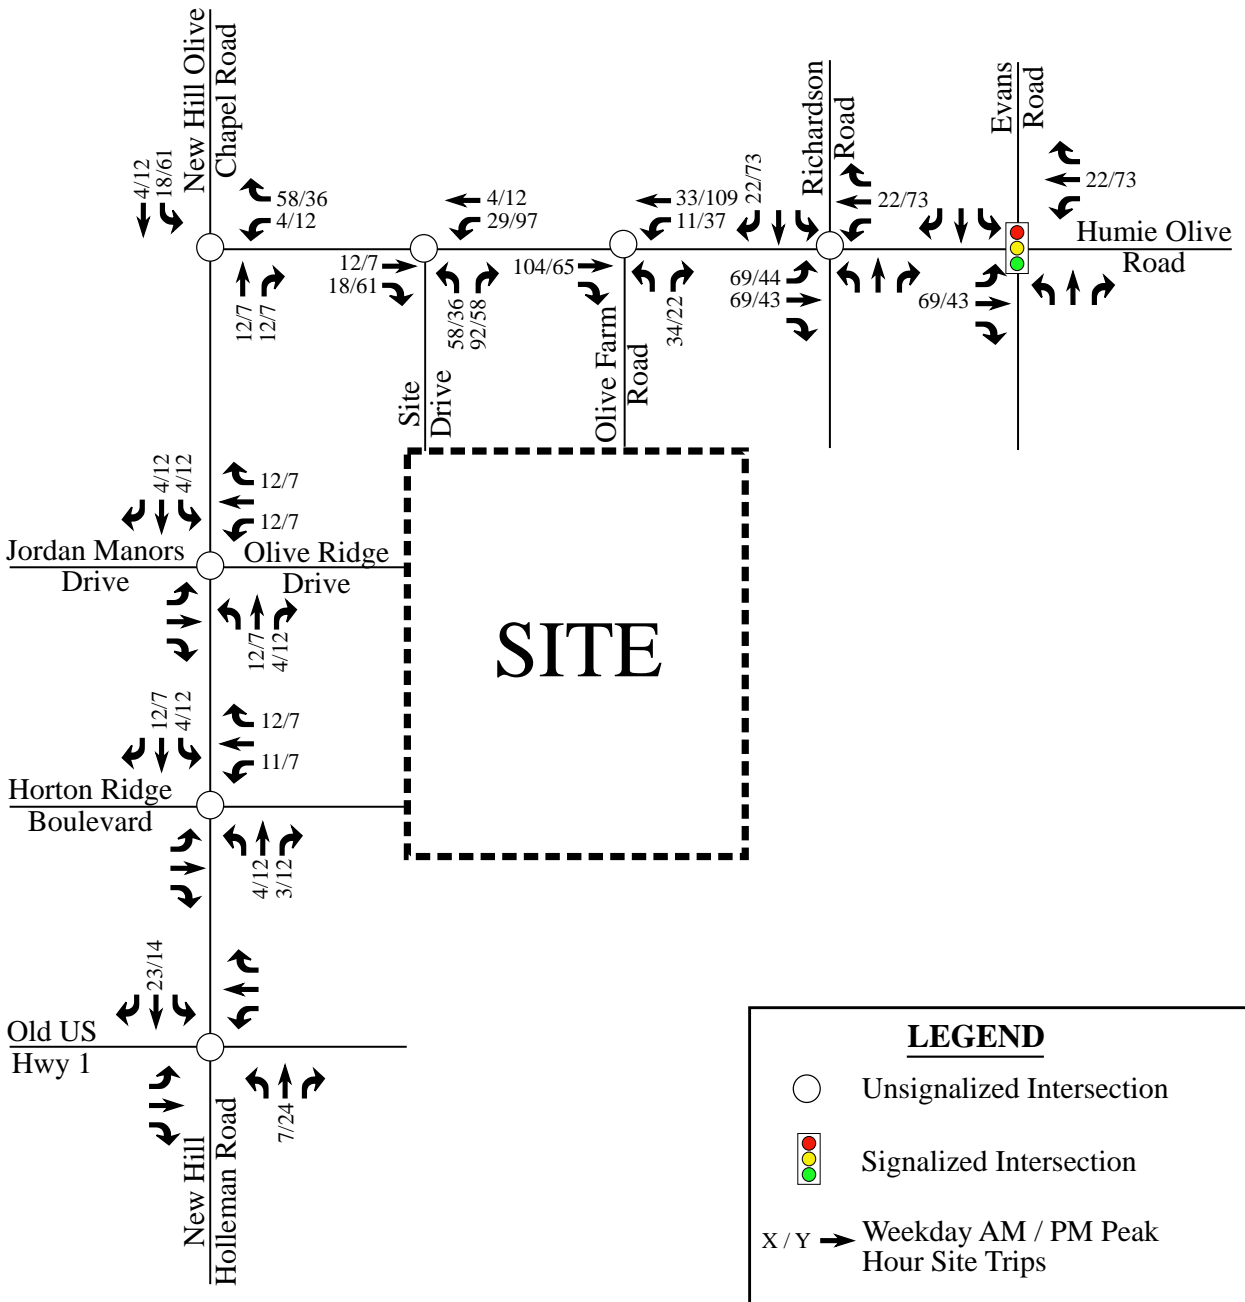 New Hill Olive
Chapel Road
Richardson
Road
Evans
Road
4/12
18/61
58/36
4/12
12/7
12/7
4/12
29/97
12/7
18/61
58/36
92/58
33/109
11/37
104/65
34/22
22/73
22/73
69/44
69/43
22/73
69/43
Humie Olive
Road
Site
Drive
Olive Farm
Road
4/12
4/12
12/7
12/7
Jordan Manors
Drive
Olive Ridge
Drive
12/7
4/12
SITE
12/7
4/12
12/7
11/7
Horton Ridge
Boulevard
4/12
3/12
23/14
Old US
Hwy 1
7/24
New Hill
Holleman Road
LEGEND
Unsignalized Intersection
Signalized Intersection
X / Y Weekday AM / PM Peak
Hour Site Trips